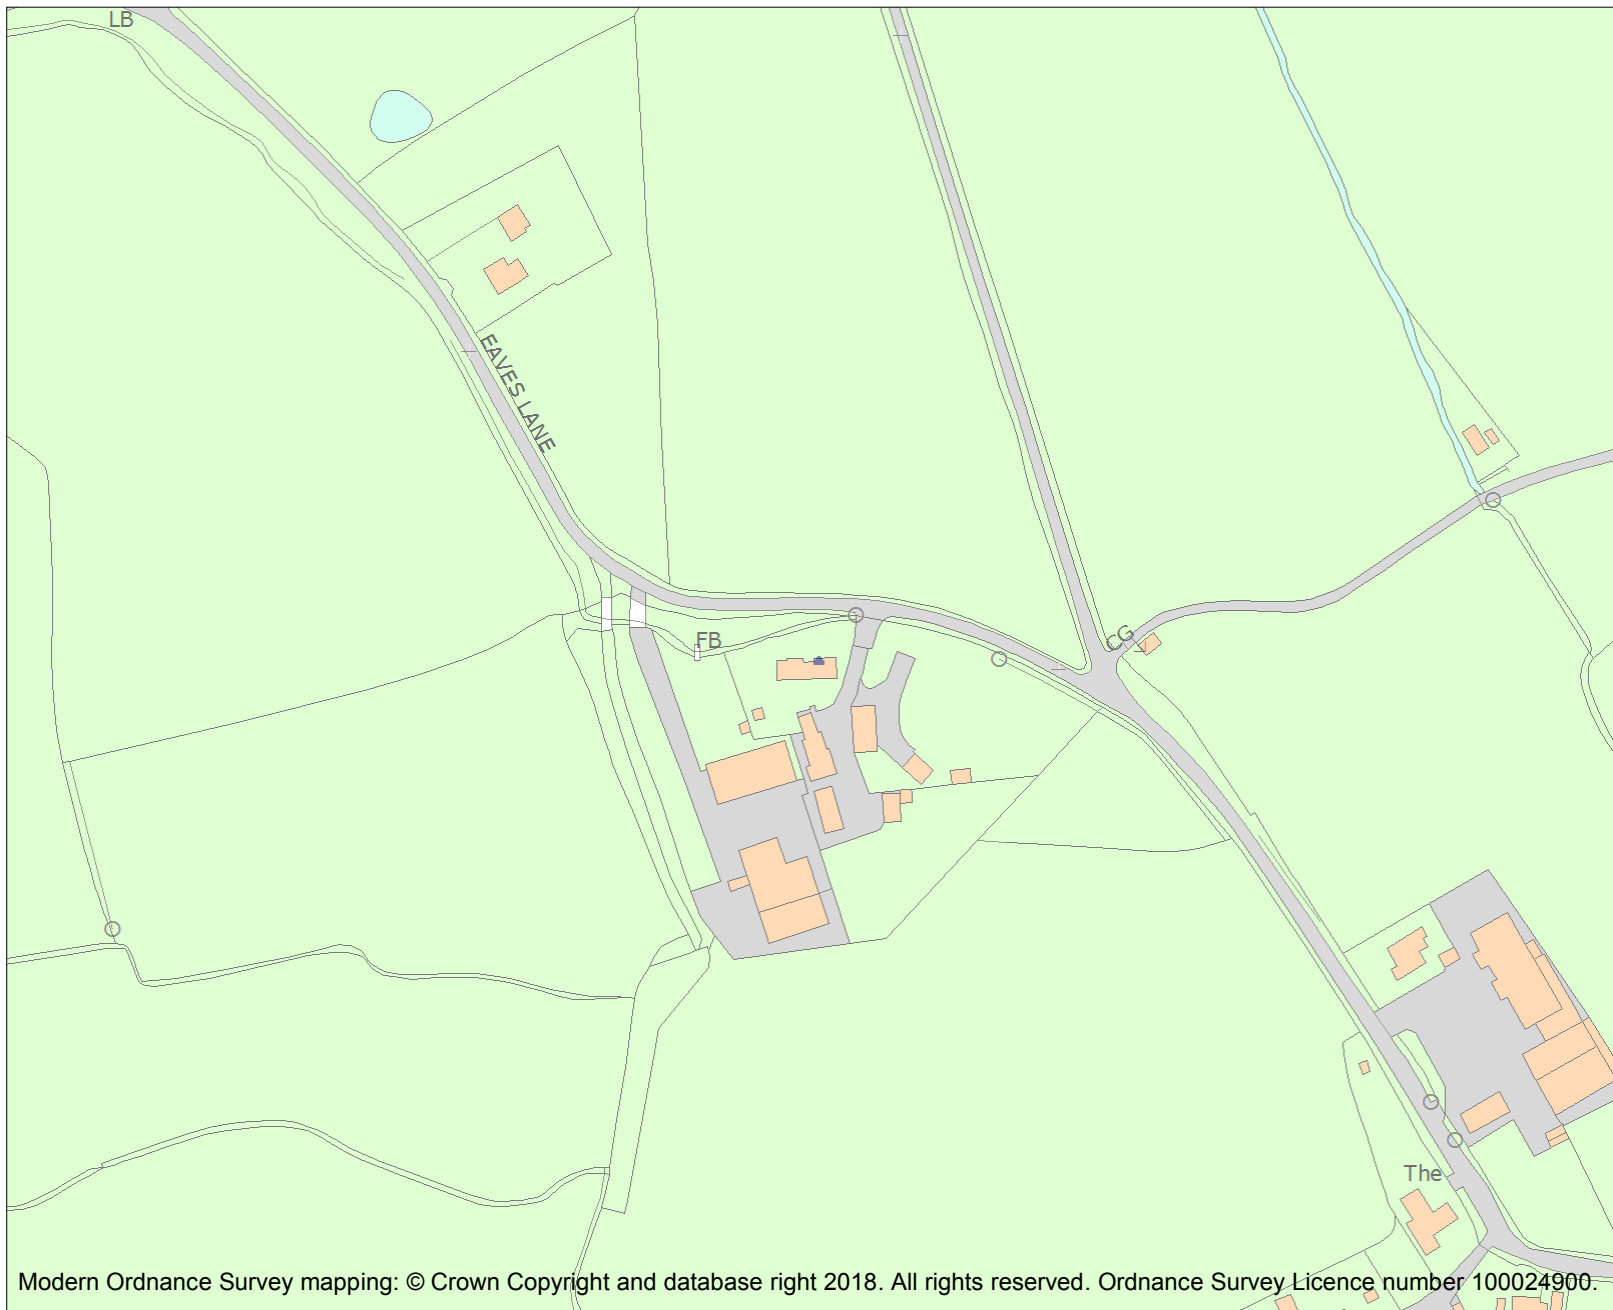 LB
EAVES LANE
FB
CG
The
Modern Ordnance Survey mapping: © Crown Copyright and database right 2018. All rights reserved. Ordnance Survey Licence number 100024900.